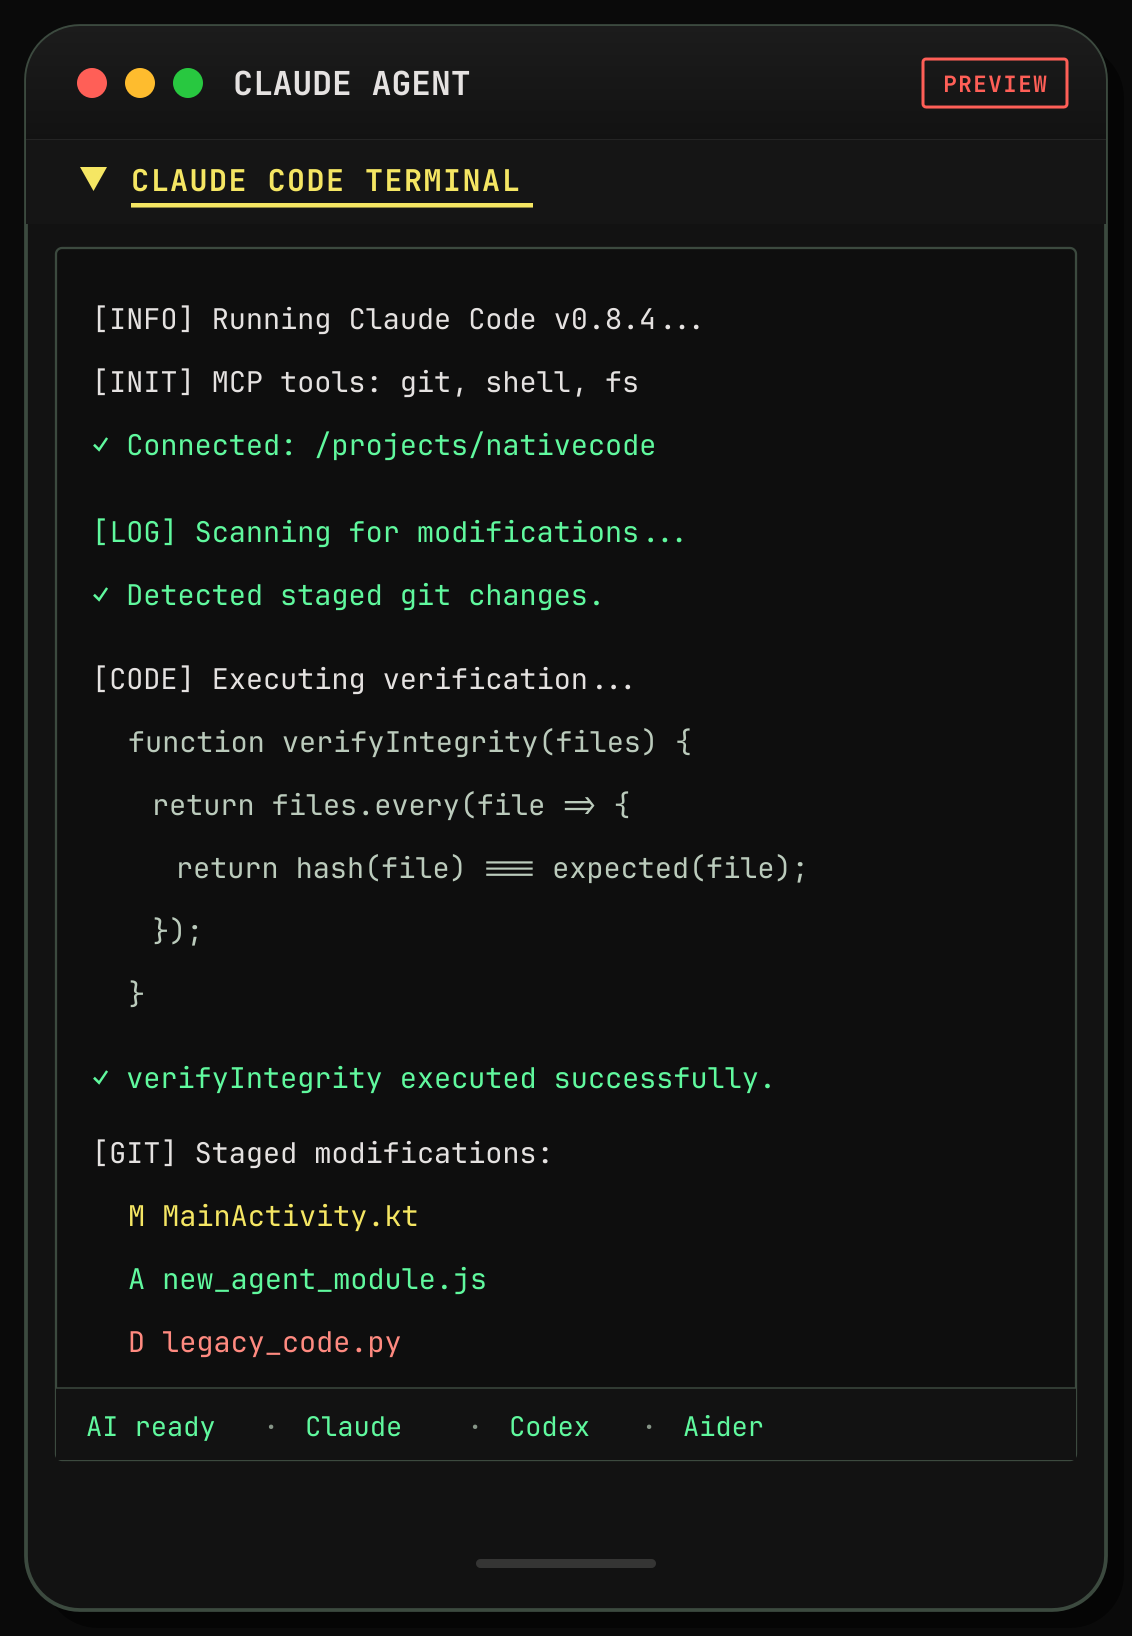 CLAUDE AGENT
PREVIEW
▼ CLAUDE CODE TERMINAL
[INFO] Running Claude Code v0.8.4...
[INIT] MCP tools: git, shell, fs
✓ Connected: /projects/nativecode
[LOG] Scanning for modifications...
✓ Detected staged git changes.
[CODE] Executing verification...
function verifyIntegrity(files) {
return files.every(file => {
return hash(file) === expected(file);
});
}
✓ verifyIntegrity executed successfully.
[GIT] Staged modifications:
M MainActivity.kt
A new_agent_module.js
D legacy_code.py
AI ready · Claude · Codex · Aider